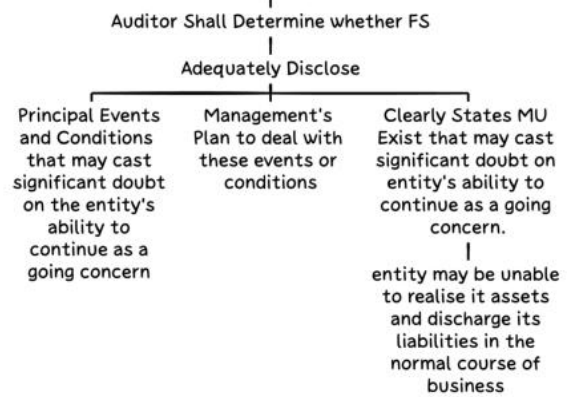 Auditor Shall Determine whether FS
Adequately Disclose
Principal Events
and Conditions
that may cast
significant doubt
on the entity's
ability to
continue as a
going concern
Management's
Plan to deal with
these events or
conditions
Clearly States MU
Exist that may cast
significant doubt on
entity's ability to
continue as a going
concern.
entity may be unable
to realise it assets
and discharge its
liabilities in the
normal course of
business